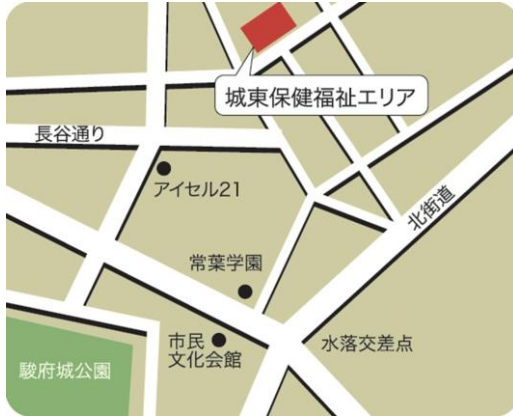 城東保健福祉エリア
長谷通り
アイセル21
北街道
常葉学園
市民
文化会館
水落交差点
駿府城公園